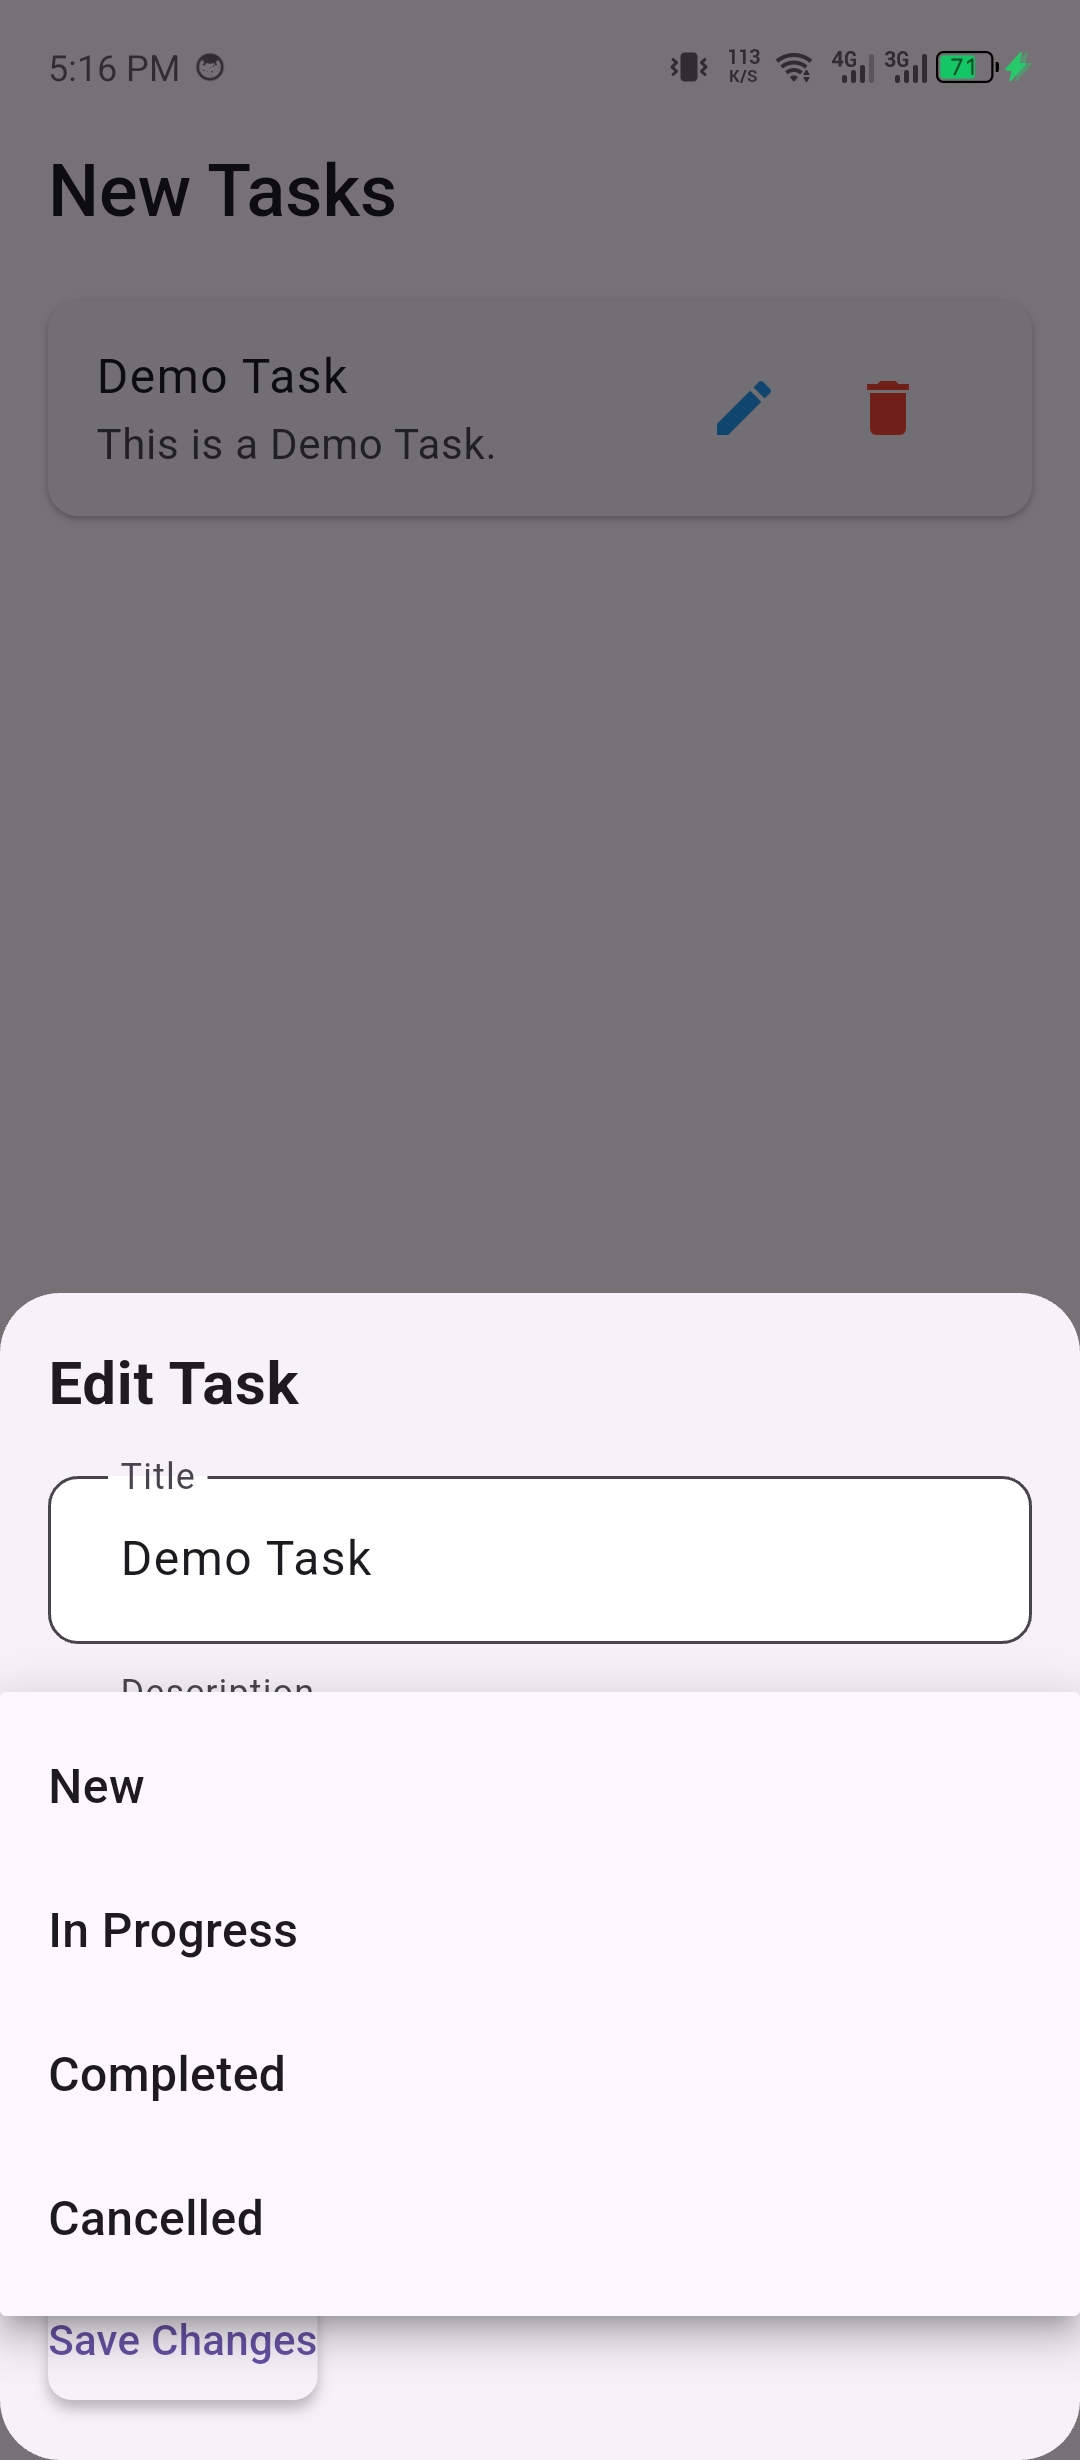 5:16 PM
113
K/S
4G
3G
71
New Tasks
Demo Task
This is a Demo Task.
Edit Task
Title
Demo Task
Description
New
In Progress
Completed
Cancelled
Save Changes